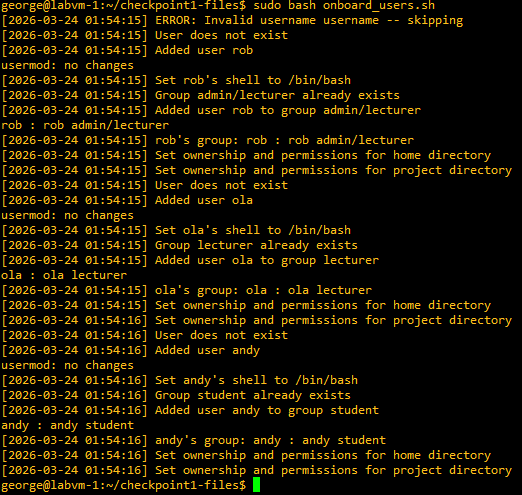 george@labvm-1:~/checkpoint1-files$ sudo bash onboard_users.sh
[2026-03-24 01:54:15] ERROR: Invalid username username -- skipping
[2026-03-24 01:54:15] User does not exist
[2026-03-24 01:54:15] Added user rob
usermod: no changes
[2026-03-24 01:54:15] Set rob's shell to /bin/bash
[2026-03-24 01:54:15] Group admin/lecturer already exists
[2026-03-24 01:54:15] Added user rob to group admin/lecturer
rob : rob admin/lecturer
[2026-03-24 01:54:15] rob's group: rob : rob admin/lecturer
[2026-03-24 01:54:15] Set ownership and permissions for home directory
[2026-03-24 01:54:15] Set ownership and permissions for project directory
[2026-03-24 01:54:15] User does not exist
[2026-03-24 01:54:15] Added user ola
usermod: no changes
[2026-03-24 01:54:15] Set ola's shell to /bin/bash
[2026-03-24 01:54:15] Group lecturer already exists
[2026-03-24 01:54:15] Added user ola to group lecturer
ola : ola lecturer
[2026-03-24 01:54:15] ola's group: ola : ola lecturer
[2026-03-24 01:54:15] Set ownership and permissions for home directory
[2026-03-24 01:54:16] Set ownership and permissions for project directory
[2026-03-24 01:54:16] User does not exist
[2026-03-24 01:54:16] Added user andy
usermod: no changes
[2026-03-24 01:54:16] Set andy's shell to /bin/bash
[2026-03-24 01:54:16] Group student already exists
[2026-03-24 01:54:16] Added user andy to group student
andy : andy student
[2026-03-24 01:54:16] andy's group: andy : andy student
[2026-03-24 01:54:16] Set ownership and permissions for home directory
[2026-03-24 01:54:16] Set ownership and permissions for project directory
george@labvm-1:~/checkpoint1-files$